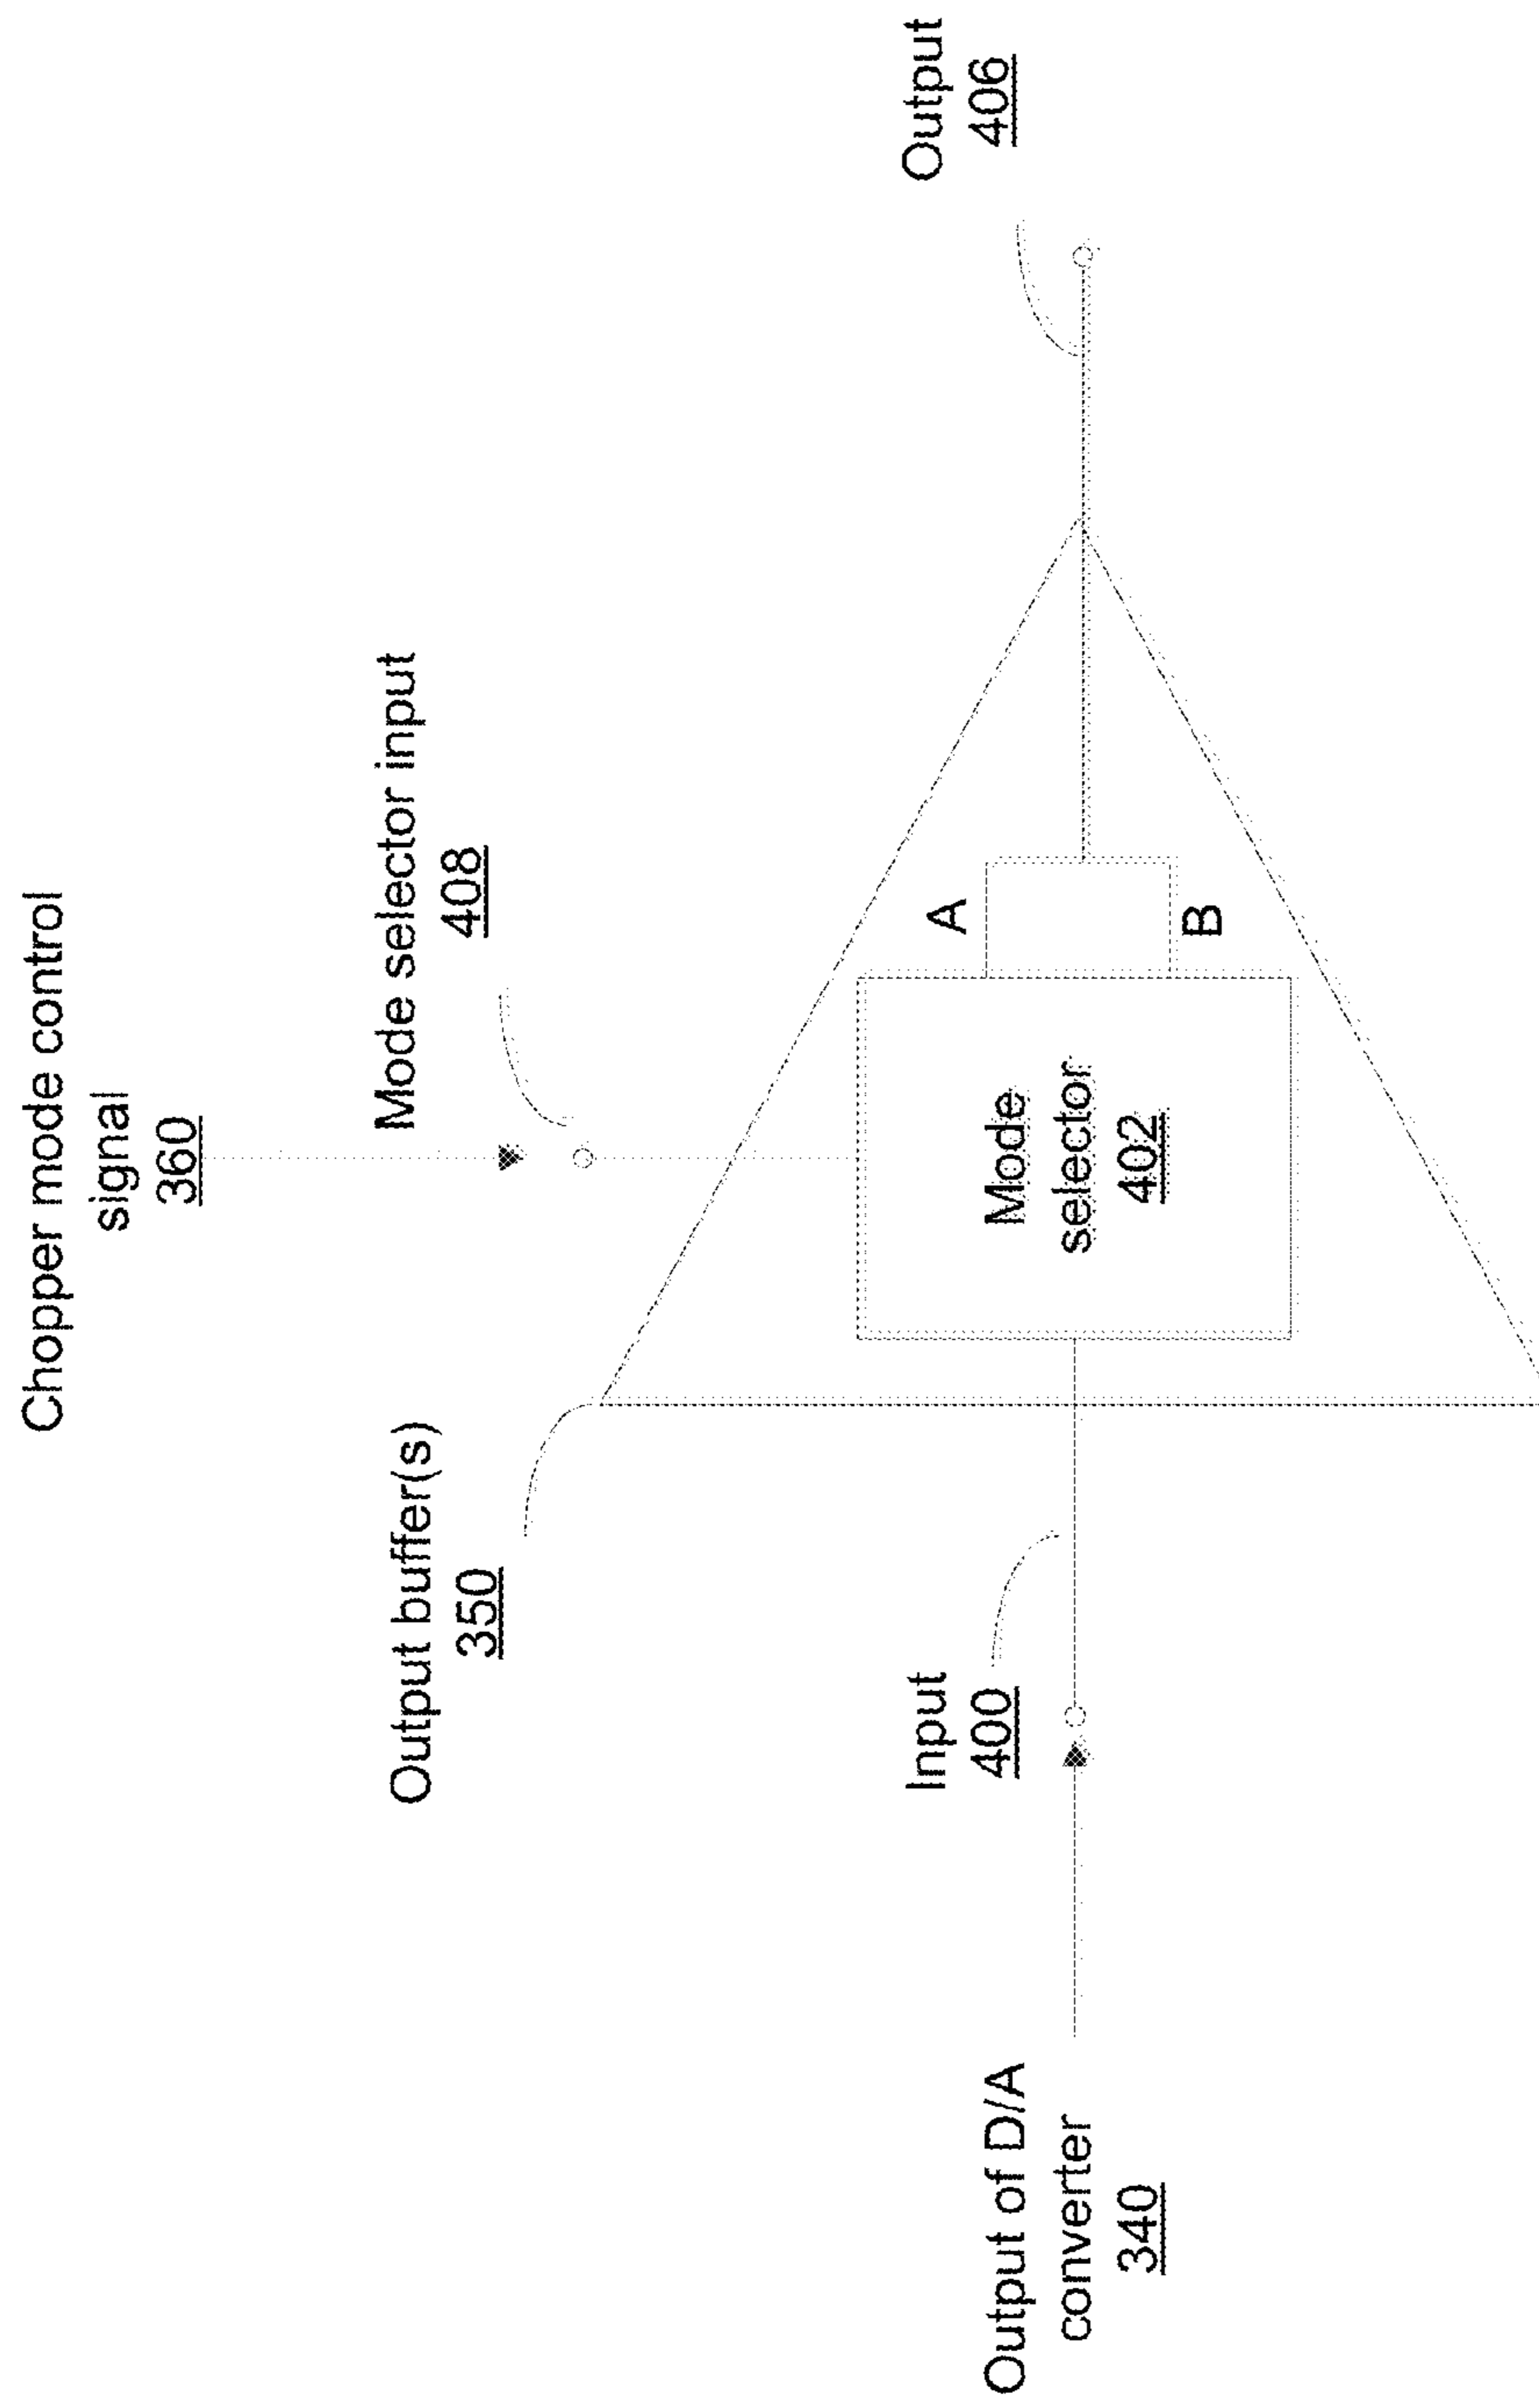 Chopper mode control
signal
360
Mode selector input
408
Output buffer(s)
350
Output
406
Input
400
A
B
Mode
selector
402
Output of D/A
converter
340